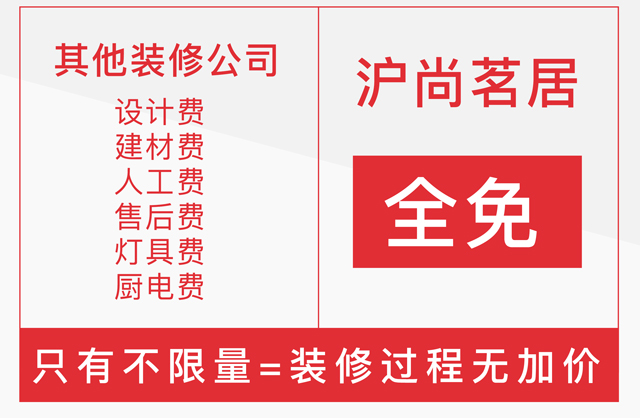 其他装修公司
设计费
建材费
人工费
售后费
灯具费
厨电费
沪尚茗居
全免
只有不限量=装修过程无加价